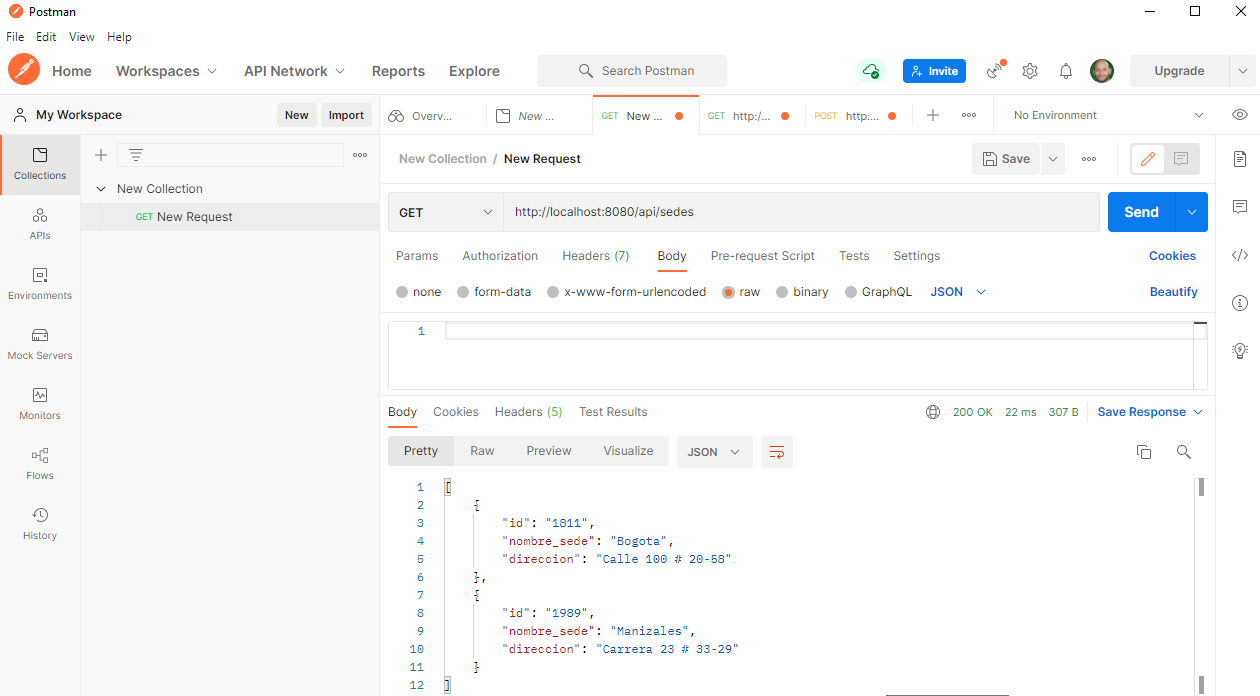 Postman
File Edit View Help
Home Workspaces API Network Reports Explore Search Postman Invite Upgrade
My Workspace New Import
Overv... New ... GET New ... GET http:/... POST http:... No Environment
Collections
APIs
Environments
Mock Servers
Monitors
Flows
History
New Collection
GET New Request
New Collection / New Request Save
GET http://localhost:8080/api/sedes Send
Params Authorization Headers (7) Body Pre-request Script Tests Settings Cookies
none form-data x-www-form-urlencoded raw binary GraphQL JSON Beautify
1
Body Cookies Headers (5) Test Results 200 OK 22 ms 307 B Save Response
Pretty Raw Preview Visualize JSON
1 [
2 {
3 "id": "1811",
4 "nombre_sede": "Bogota",
5 "direccion": "Calle 100 # 20-58"
6 },
7 {
8 "id": "1989",
9 "nombre_sede": "Manizales",
10 "direccion": "Carrera 23 # 33-29"
11 }
12 ]